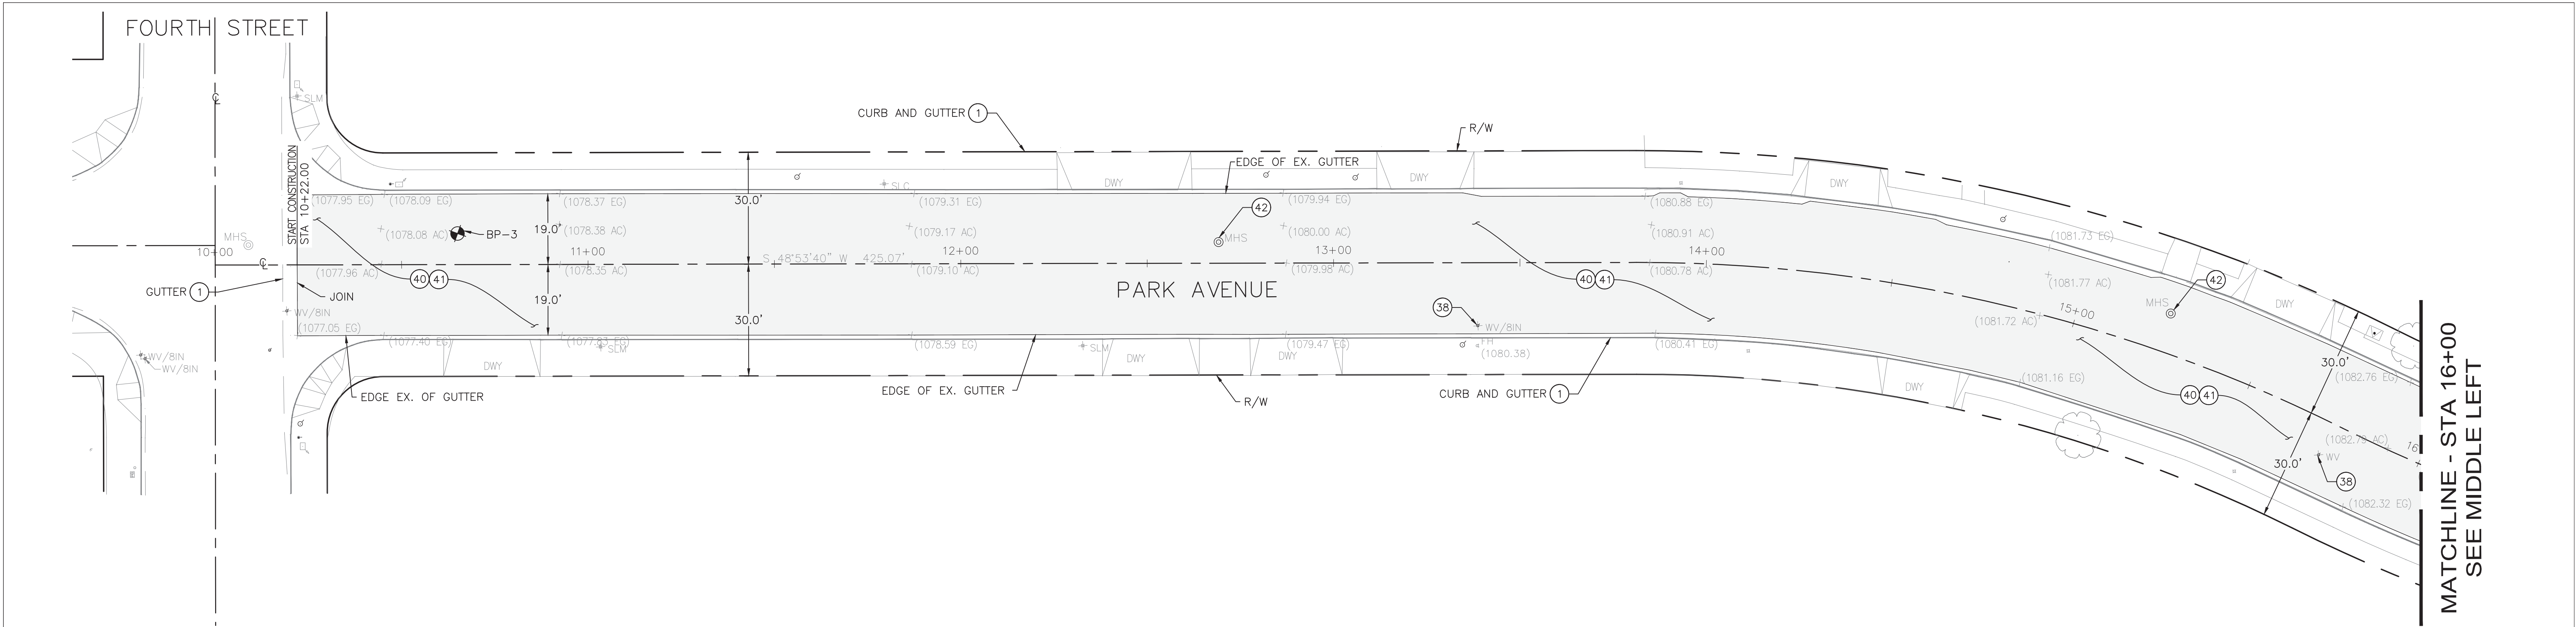 FOURTH STREET
℄
SLM
CURB AND GUTTER 1
R/W
START CONSTRUCTION
STA 10+22.00
EDGE OF EX. GUTTER
DWY
DWY
DWY
SLC
(1077.95 EG)
(1078.09 EG)
(1078.37 EG)
(1079.31 EG)
(1079.94 EG)
(1080.88 EG)
30.0'
19.0'
42
MHS
MHS
(1078.08 AC)
BP-3
(1078.38 AC)
(1079.17 AC)
(1080.00 AC)
(1080.91 AC)
(1081.73 EG)
10+00
℄
11+00
12+00
13+00
14+00
S 48°53'40" W 425.07'
(1077.96 AC)
(1078.35 AC)
(1079.10 AC)
(1079.98 AC)
(1080.78 AC)
(1081.77 AC)
40 41
40 41
42
MHS
DWY
GUTTER 1
JOIN
19.0'
30.0'
PARK AVENUE
38
WV/8IN
15+00
(1081.72 AC)
WV/8IN
(1077.05 EG)
(1077.40 EG)
(1077.83 EG)
SLM
(1078.59 EG)
SLM
(1079.47 EG)
FH
(1080.38)
(1080.41 EG)
WV/8IN
WV/8IN
DWY
DWY
DWY
DWY
EDGE EX. OF GUTTER
EDGE OF EX. GUTTER
R/W
CURB AND GUTTER 1
(1081.16 EG)
30.0'
(1082.76 EG)
40 41
(1082.79 AC)
16
WV
30.0'
38
(1082.32 EG)
MATCHLINE - STA 16+00
SEE MIDDLE LEFT